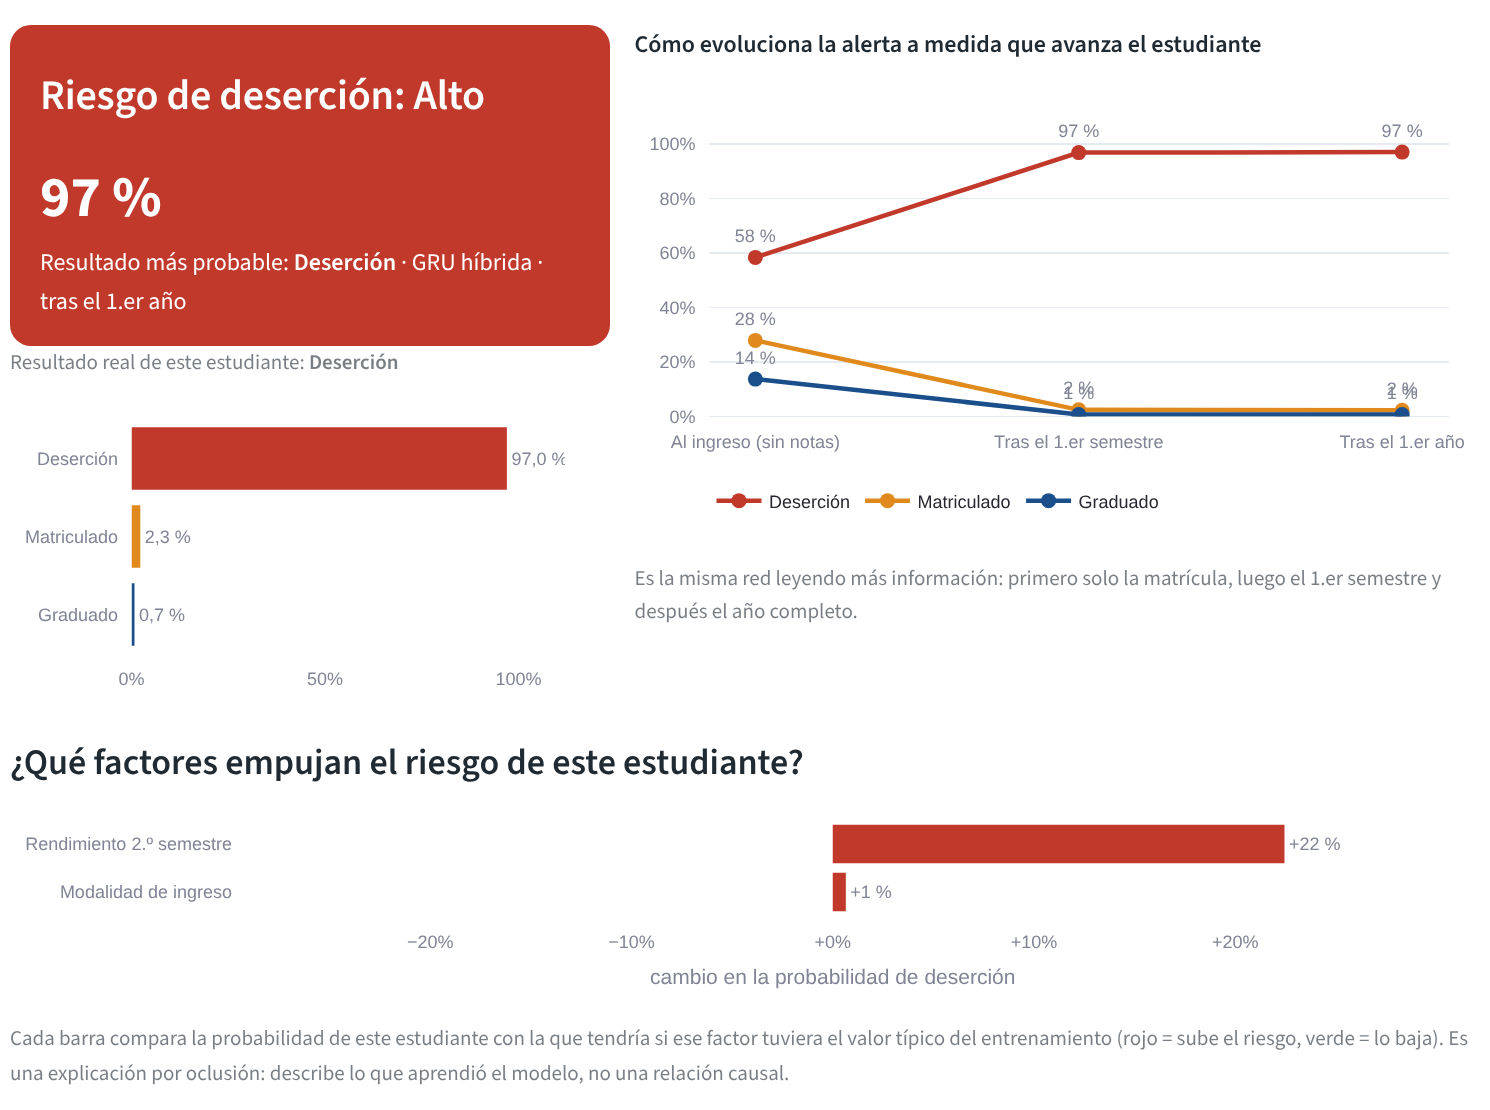 Riesgo de deserción: Alto
97 %
Resultado más probable: Deserción · GRU híbrida ·
tras el 1.er año
Resultado real de este estudiante: Deserción
Deserción
97,0 %
Matriculado
2,3 %
Graduado
0,7 %
0%
50%
100%
Cómo evoluciona la alerta a medida que avanza el estudiante
100%
80%
60%
40%
20%
0%
97 %
97 %
58 %
28 %
14 %
2 %
1 %
2 %
1 %
Al ingreso (sin notas)
Tras el 1.er semestre
Tras el 1.er año
Deserción
Matriculado
Graduado
Es la misma red leyendo más información: primero solo la matrícula, luego el 1.er semestre y
después el año completo.
¿Qué factores empujan el riesgo de este estudiante?
Rendimiento 2.º semestre
+22 %
Modalidad de ingreso
+1 %
−20%
−10%
+0%
+10%
+20%
cambio en la probabilidad de deserción
Cada barra compara la probabilidad de este estudiante con la que tendría si ese factor tuviera el valor típico del entrenamiento (rojo = sube el riesgo, verde = lo baja). Es
una explicación por oclusión: describe lo que aprendió el modelo, no una relación causal.